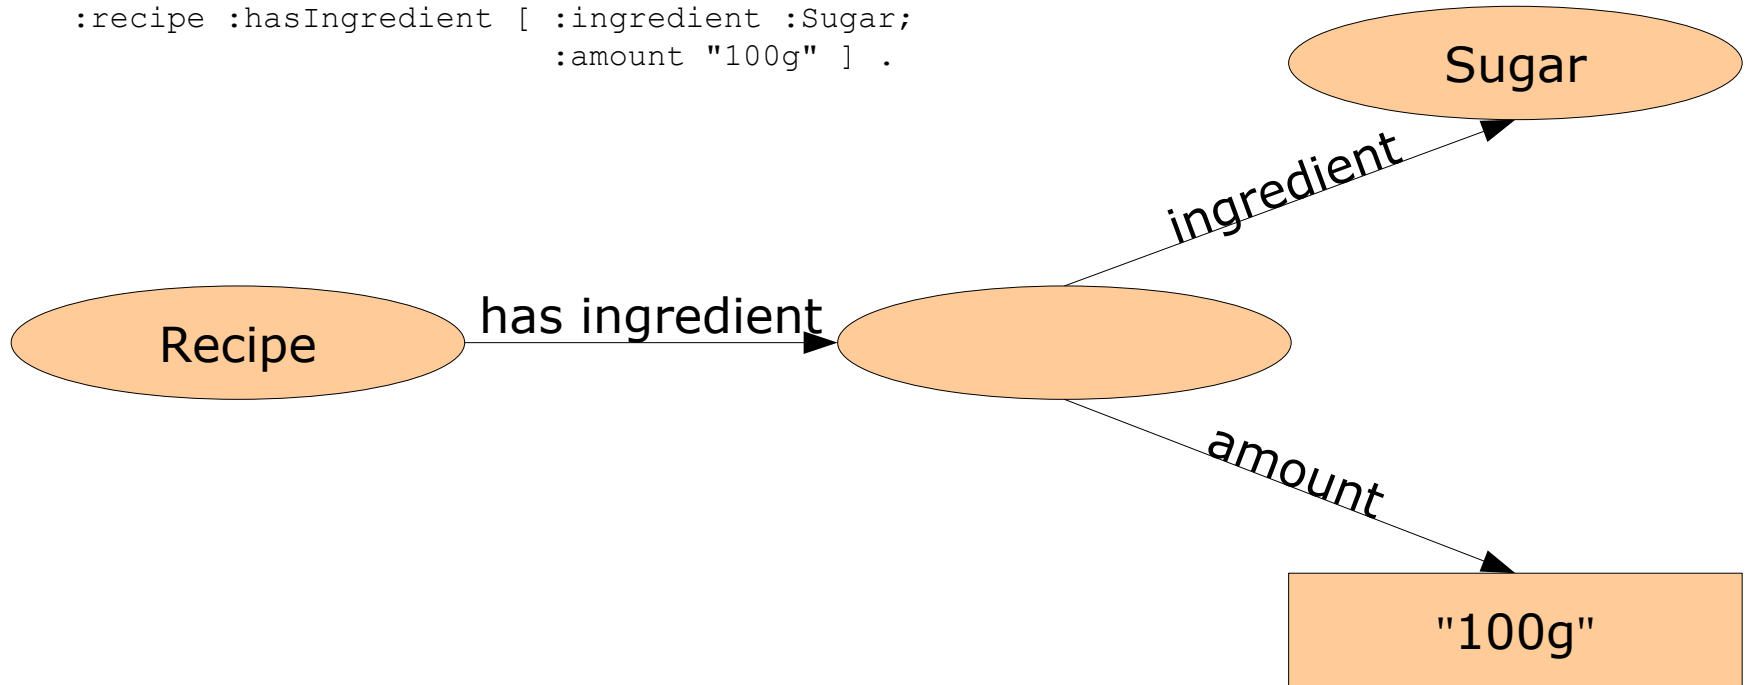 :recipe :hasIngredient [ :ingredient :Sugar;
:amount "100g" ] .
Sugar
ingredient
has ingredient
Recipe
amount
"100g"